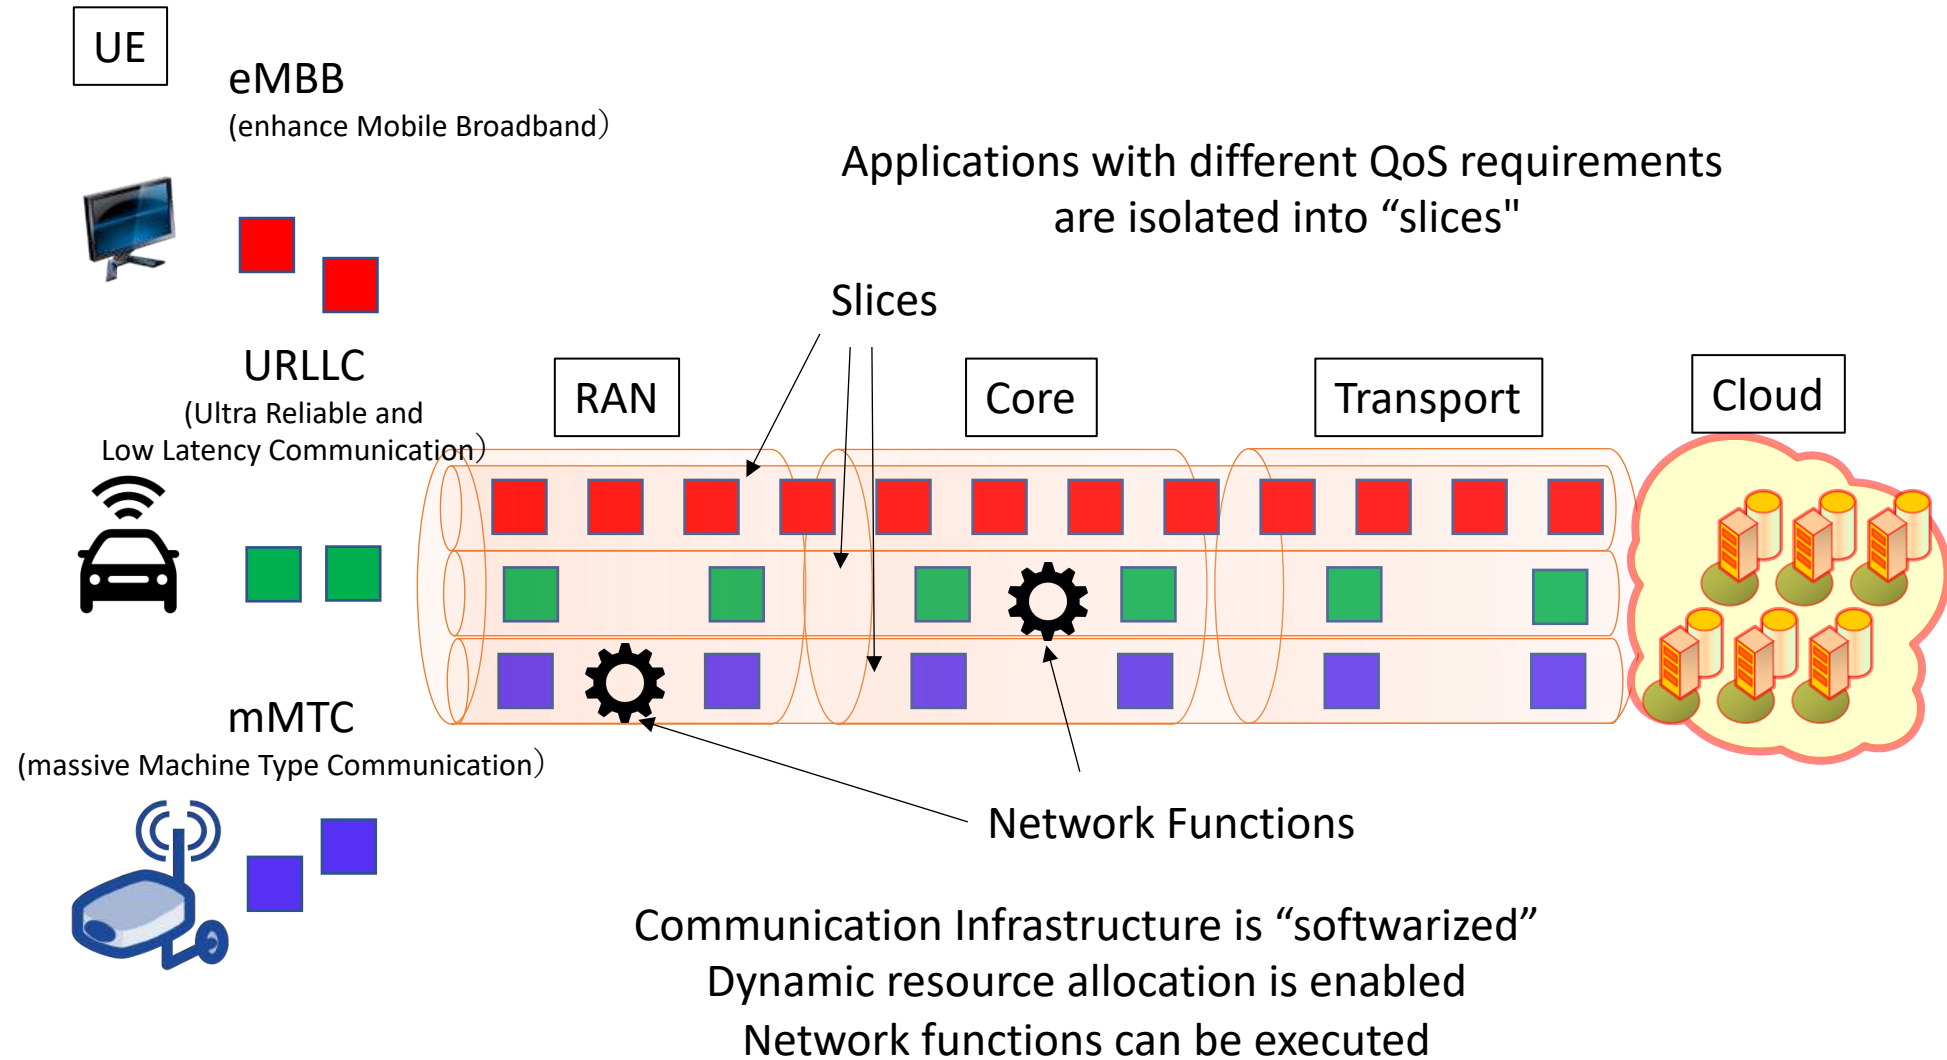 UE
eMBB
(enhance Mobile Broadband）
Applications with different QoS requirements
are isolated into “slices"
Slices
URLLC
(Ultra Reliable and
Low Latency Communication）
RAN
Core
Transport
Cloud
mMTC
(massive Machine Type Communication）
Network Functions
Communication Infrastructure is “softwarized”
Dynamic resource allocation is enabled
Network functions can be executed